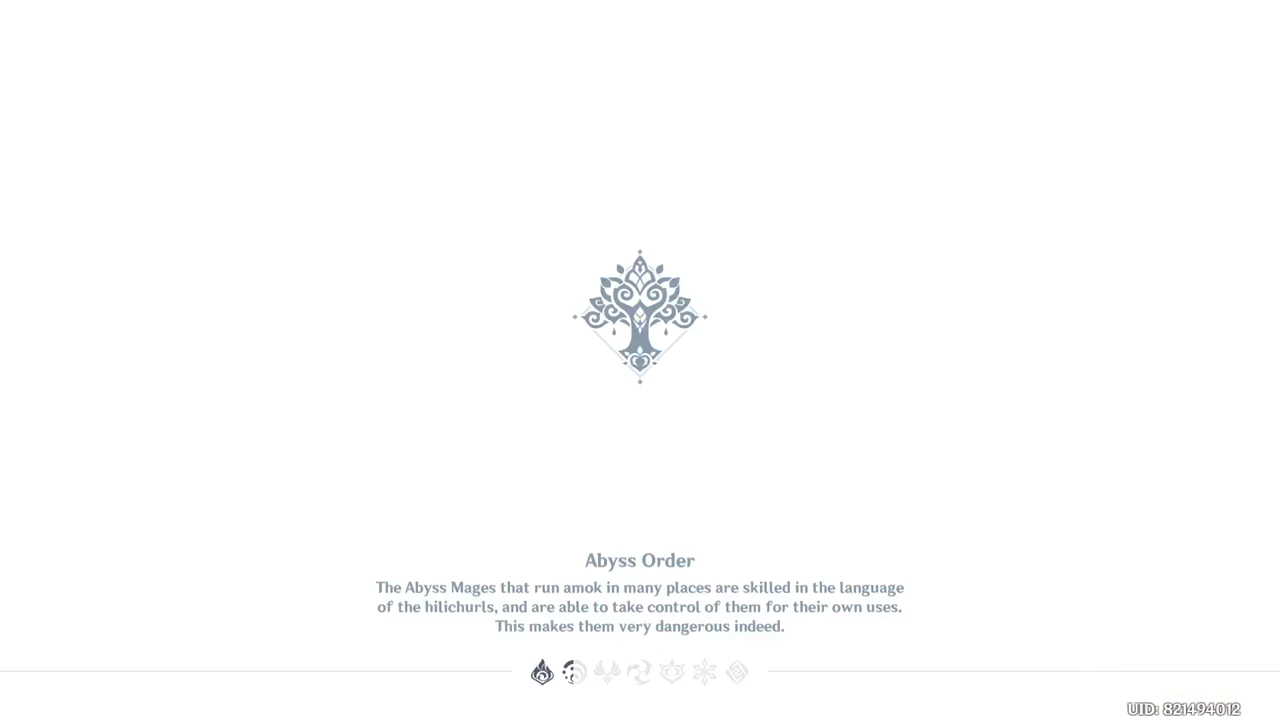 Abyss Order
The Abyss Mages that run amok in many places are skilled in the language
of the hilichurls, and are able to take control of them for their own uses.
This makes them very dangerous indeed.
UID: 821494012